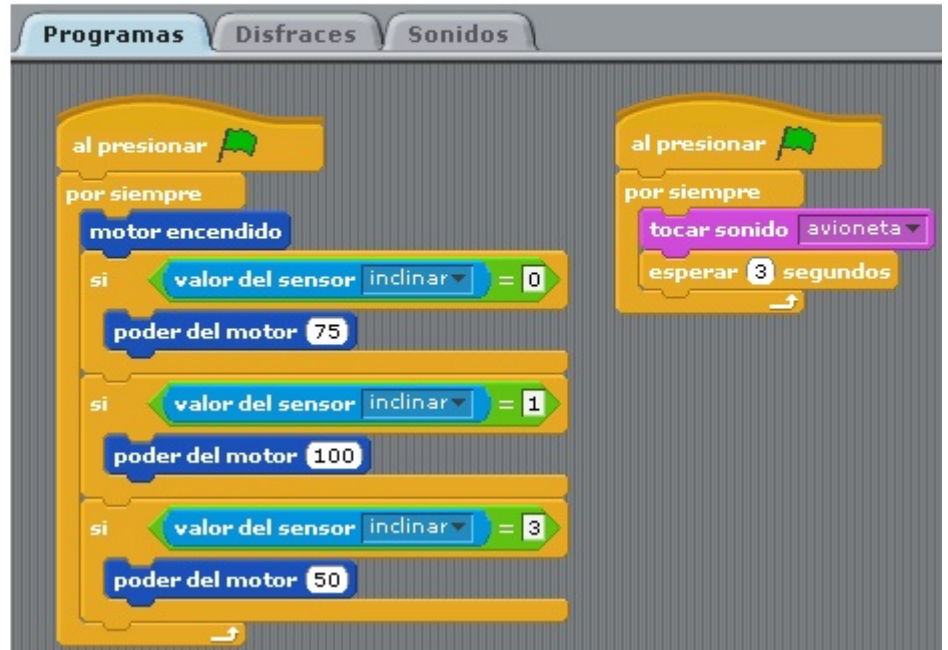 Programas Disfraces Sonidos
al presionar
por siempre
motor encendido
si valor del sensor inclinar = 0
poder del motor 75
si valor del sensor inclinar = 1
poder del motor 100
si valor del sensor inclinar = 3
poder del motor 50
al presionar
por siempre
tocar sonido avioneta
esperar 3 segundos